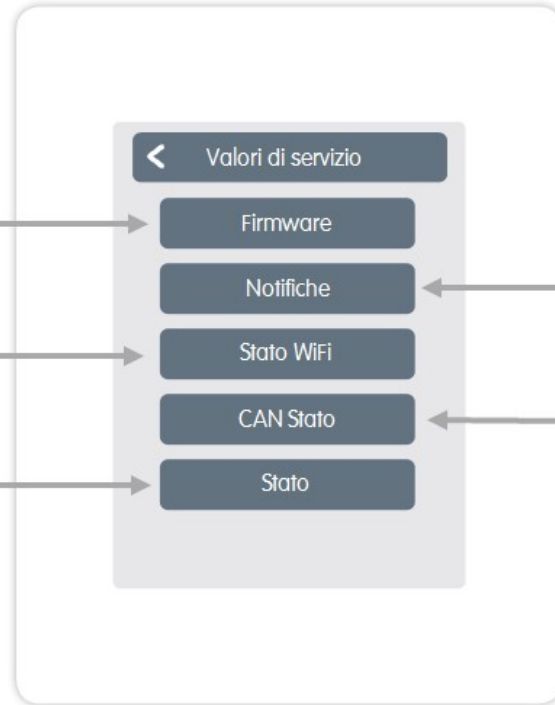 Valori di servizio
Firmware
Notifiche
Stato WiFi
CAN Stato
Stato